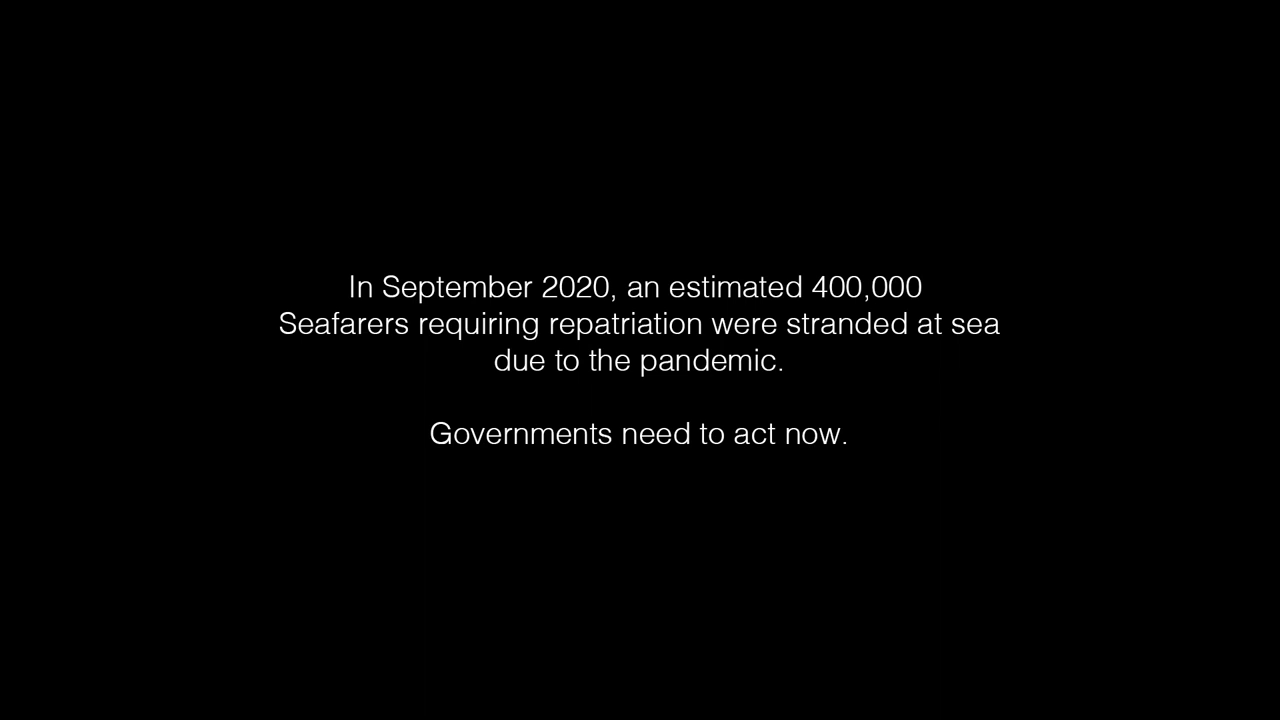 In September 2020, an estimated 400,000
Seafarers requiring repatriation were stranded at sea
due to the pandemic.
Governments need to act now.